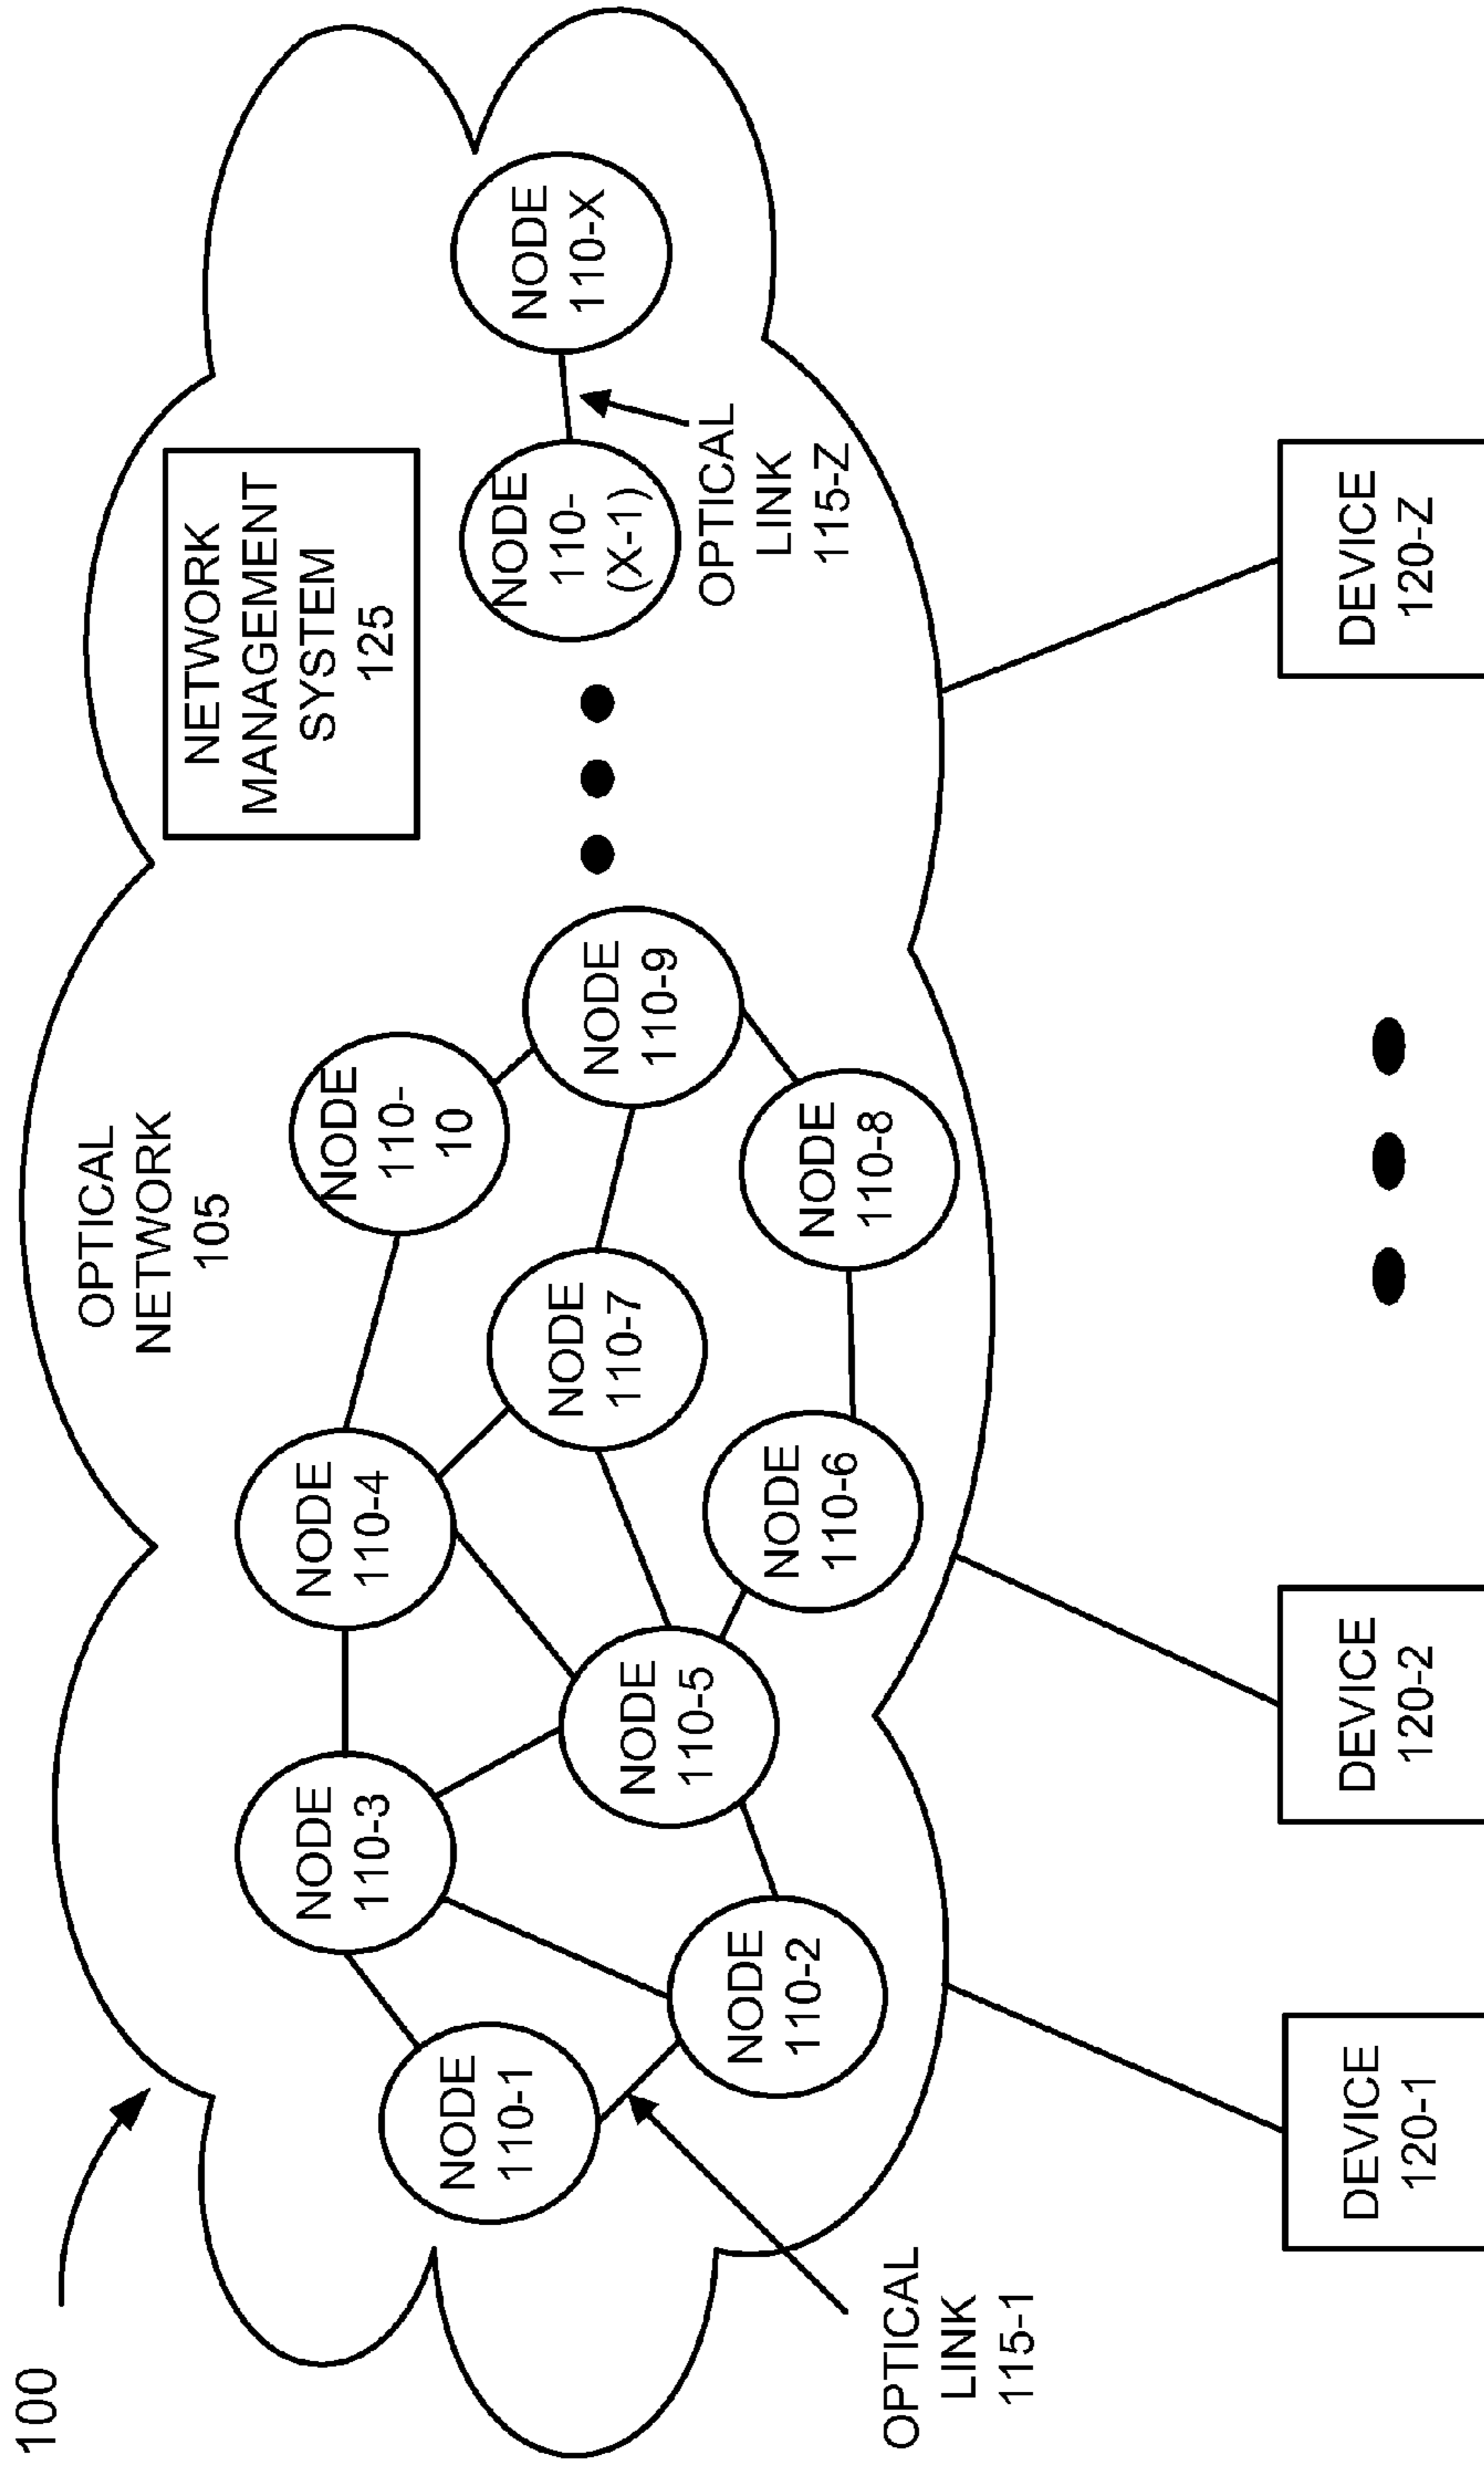 100
OPTICAL
NETWORK
105
NETWORK
MANAGEMENT
SYSTEM
125
NODE
110-3
NODE
110-4
NODE
110-
10
NODE
110-1
NODE
110-7
NODE
110-9
NODE
110-
(X-1)
NODE
110-X
NODE
110-5
NODE
110-2
NODE
110-6
NODE
110-8
OPTICAL
LINK
115-Z
OPTICAL
LINK
115-1
DEVICE
120-1
DEVICE
120-2
DEVICE
120-Z